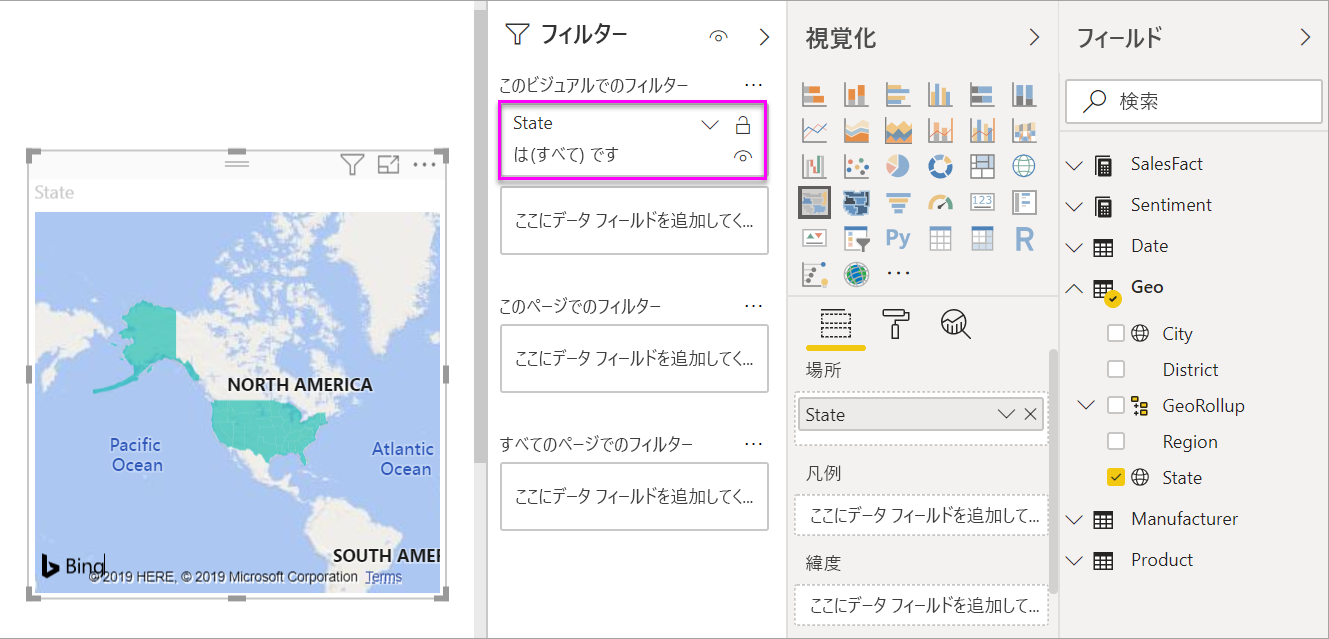 State
NORTH AMERICA
Pacific
Ocean
Atlantic
Ocean
SOUTH AMER
Bing
© 2019 HERE, © 2019 Microsoft Corporation Terms
フィルター
このビジュアルでのフィルター ...
State
は(すべて) です
ここにデータ フィールドを追加してく...
このページでのフィルター ...
ここにデータ フィールドを追加してく...
すべてのページでのフィルター ...
ここにデータ フィールドを追加してく...
視覚化
123
Py
R
...
場所
State
凡例
ここにデータ フィールドを追加して...
緯度
ここにデータ フィールドを追加して...
フィールド
検索
SalesFact
Sentiment
Date
Geo
City
District
GeoRollup
Region
State
Manufacturer
Product